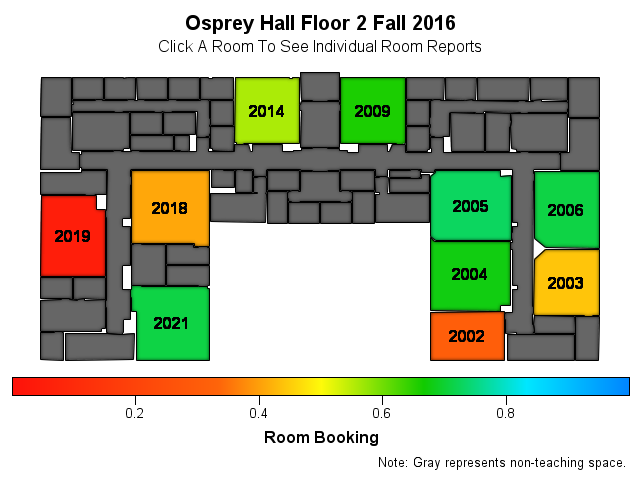 Osprey Hall Floor 2 Fall 2016
Click A Room To See Individual Room Reports
2014
2009
2018
2005
2006
2019
2004
2003
2021
2002
0.2 0.4 0.6 0.8
Room Booking
Note: Gray represents non-teaching space.